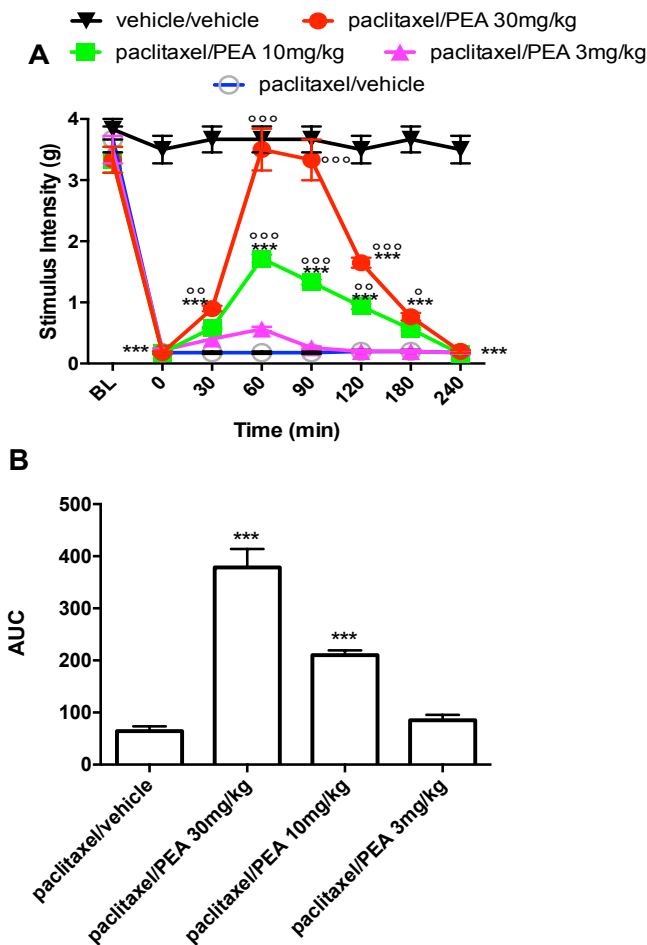 vehicle/vehicle paclitaxel/PEA 30mg/kg
A paclitaxel/PEA 10mg/kg paclitaxel/PEA 3mg/kg
paclitaxel/vehicle
Stimulus Intensity (g)
4
3
2
1
0
°°°
°°°
°°°
***
°°°
***
°°°
***
°°
***
°°
***
°
***
***
***
BL 0 30 60 90 120 180 240
Time (min)
B
AUC
500
400
300
200
100
0
***
***
paclitaxel/vehicle
paclitaxel/PEA 30mg/kg
paclitaxel/PEA 10mg/kg
paclitaxel/PEA 3mg/kg